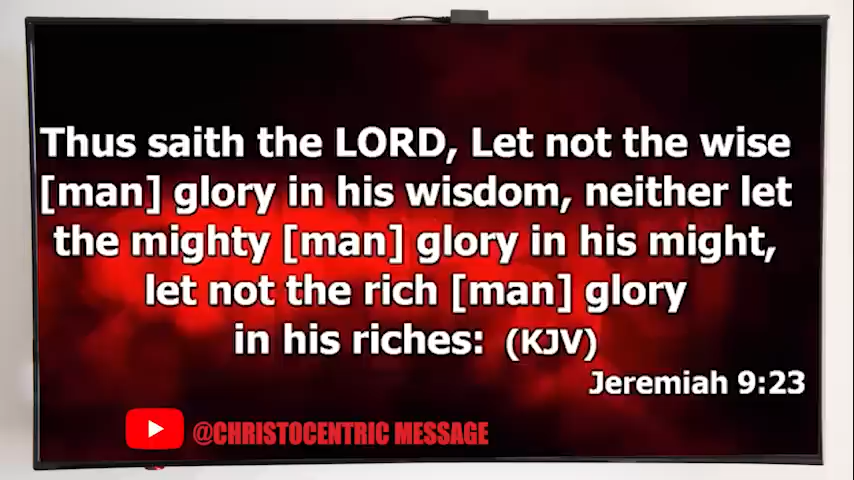 Thus saith the LORD, Let not the wise
[man] glory in his wisdom, neither let
the mighty [man] glory in his might,
let not the rich [man] glory
in his riches: (KJV)
Jeremiah 9:23
@CHRISTOCENTRIC MESSAGE